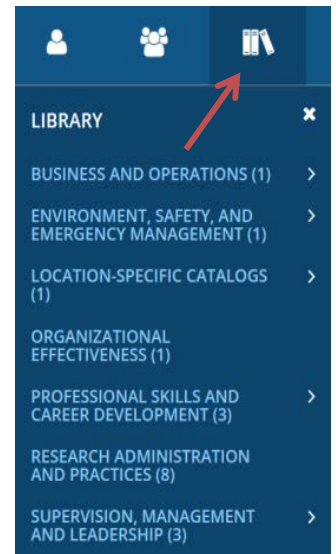 LIBRARY
BUSINESS AND OPERATIONS (1)
ENVIRONMENT, SAFETY, AND
EMERGENCY MANAGEMENT (1)
LOCATION-SPECIFIC CATALOGS
(1)
ORGANIZATIONAL
EFFECTIVENESS (1)
PROFESSIONAL SKILLS AND
CAREER DEVELOPMENT (3)
RESEARCH ADMINISTRATION
AND PRACTICES (8)
SUPERVISION, MANAGEMENT
AND LEADERSHIP (3)